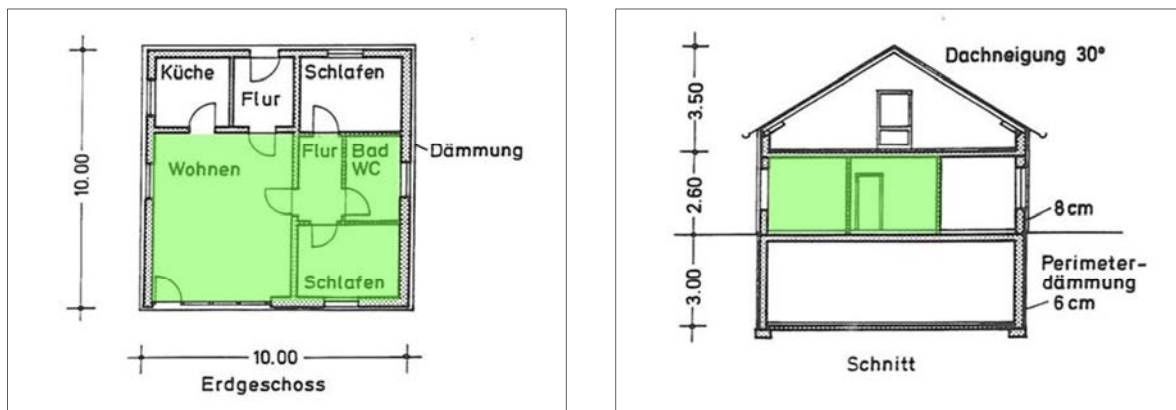 Küche
Flur
Schlafen
Wohnen
Flur
Bad
WC
Dämmung
Schlafen
10.00
10.00
Erdgeschoss
Dachneigung 30°
3.50
2.60
8 cm
3.00
Perimeter-
dämmung
6 cm
Schnitt